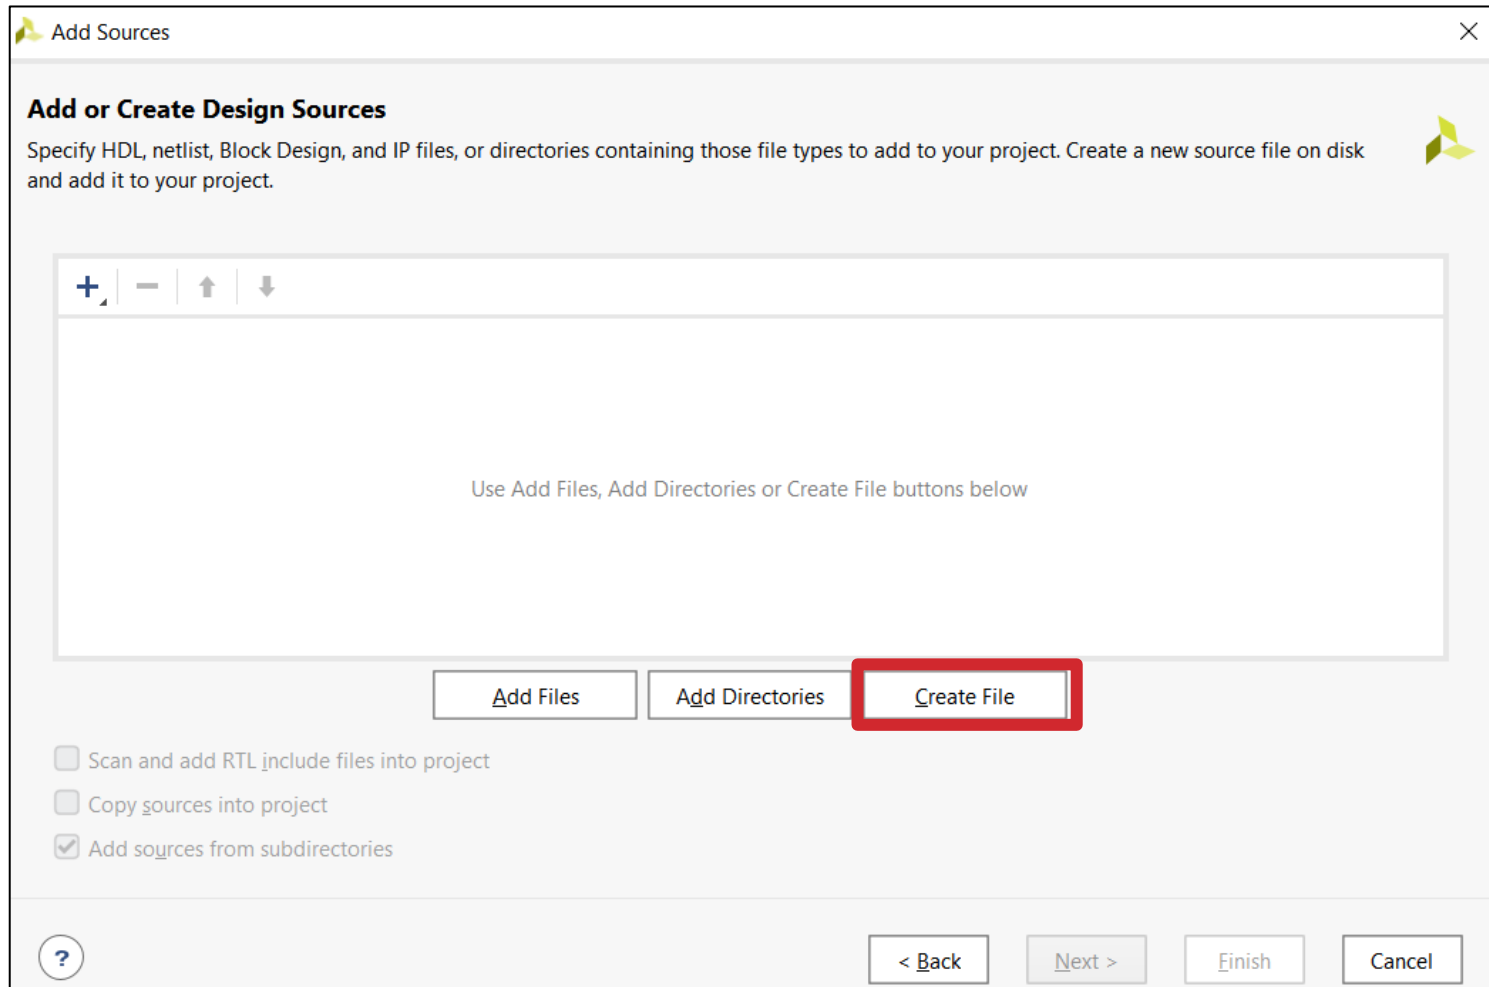 Add Sources
Add or Create Design Sources
Specify HDL, netlist, Block Design, and IP files, or directories containing those file types to add to your project. Create a new source file on disk
and add it to your project.
Use Add Files, Add Directories or Create File buttons below
Add Files
Add Directories
Create File
Scan and add RTL include files into project
Copy sources into project
Add sources from subdirectories
?
< Back
Next >
Finish
Cancel